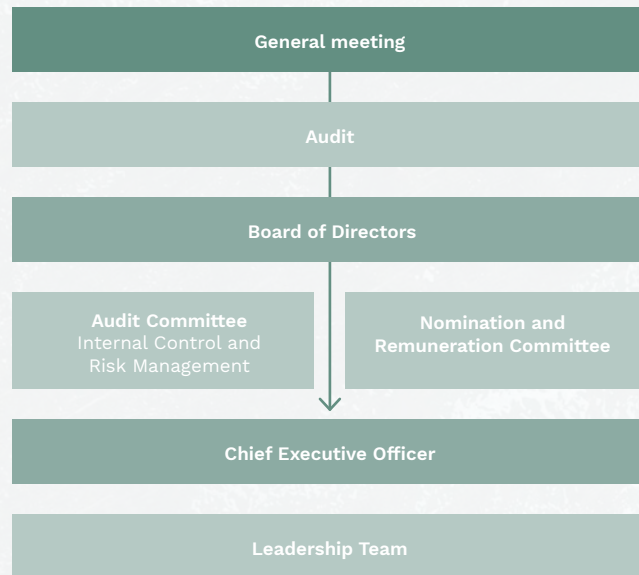 General meeting
Audit
Board of Directors
Audit Committee
Internal Control and
Risk Management
Nomination and
Remuneration Committee
Chief Executive Officer
Leadership Team